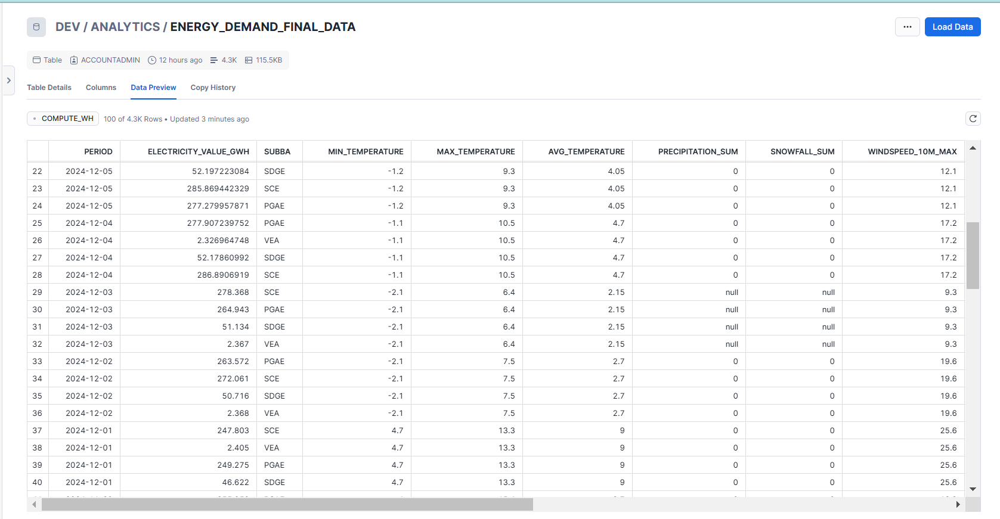 DEV / ANALYTICS / ENERGY_DEMAND_FINAL_DATA
... Load Data
Table ACCOUNTADMIN 12 hours ago 4.3K 115.5KB
Table Details Columns Data Preview Copy History
COMPUTE_WH 100 of 4.3K Rows • Updated 3 minutes ago
PERIOD ELECTRICITY_VALUE_GWH SUBBA MIN_TEMPERATURE MAX_TEMPERATURE AVG_TEMPERATURE PRECIPITATION_SUM SNOWFALL_SUM WINDSPEED_10M_MAX
22 2024-12-05 52.197223084 SDGE -1.2 9.3 4.05 0 0 12.1
23 2024-12-05 285.869442329 SCE -1.2 9.3 4.05 0 0 12.1
24 2024-12-05 277.279957871 PGAE -1.2 9.3 4.05 0 0 12.1
25 2024-12-04 277.907239752 PGAE -1.1 10.5 4.7 0 0 17.2
26 2024-12-04 2.326964748 VEA -1.1 10.5 4.7 0 0 17.2
27 2024-12-04 52.17860992 SDGE -1.1 10.5 4.7 0 0 17.2
28 2024-12-04 286.8906919 SCE -1.1 10.5 4.7 0 0 17.2
29 2024-12-03 278.368 SCE -2.1 6.4 2.15 null null 9.3
30 2024-12-03 264.943 PGAE -2.1 6.4 2.15 null null 9.3
31 2024-12-03 51.134 SDGE -2.1 6.4 2.15 null null 9.3
32 2024-12-03 2.367 VEA -2.1 6.4 2.15 null null 9.3
33 2024-12-02 263.572 PGAE -2.1 7.5 2.7 0 0 19.6
34 2024-12-02 272.061 SCE -2.1 7.5 2.7 0 0 19.6
35 2024-12-02 50.716 SDGE -2.1 7.5 2.7 0 0 19.6
36 2024-12-02 2.368 VEA -2.1 7.5 2.7 0 0 19.6
37 2024-12-01 247.803 SCE 4.7 13.3 9 0 0 25.6
38 2024-12-01 2.405 VEA 4.7 13.3 9 0 0 25.6
39 2024-12-01 249.275 PGAE 4.7 13.3 9 0 0 25.6
40 2024-12-01 46.622 SDGE 4.7 13.3 9 0 0 25.6